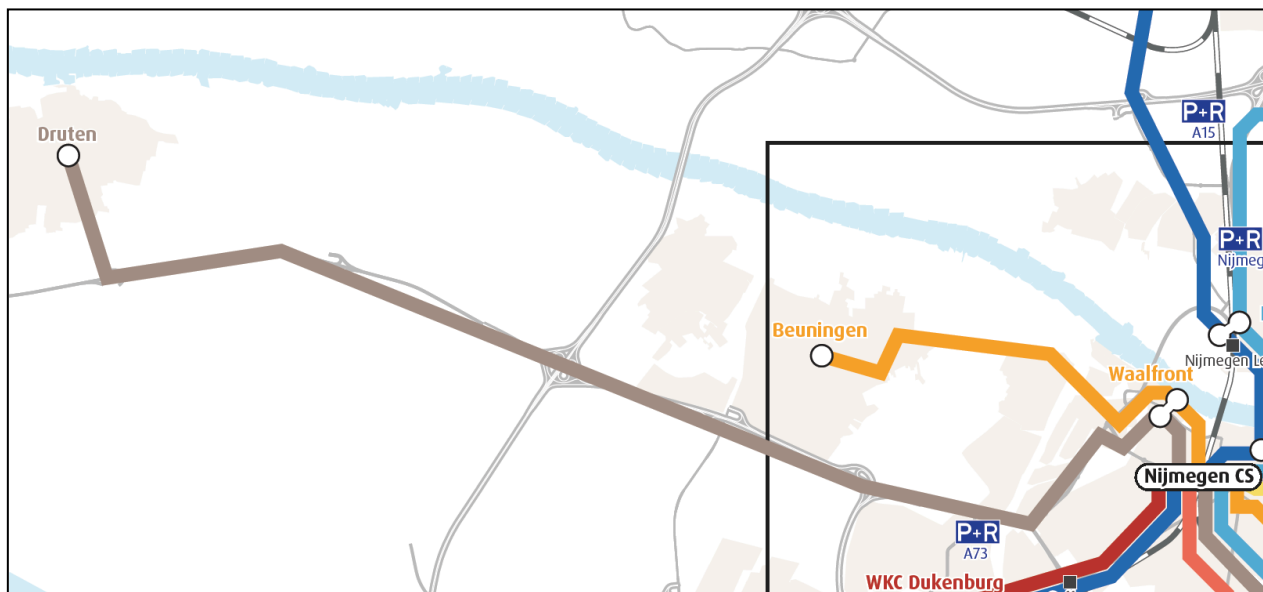 Druten
P+R
A15
P+R
Nijmeg
Beuningen
Nijmegen Le
Waalfront
Nijmegen CS
P+R
A73
WKC Dukenburg